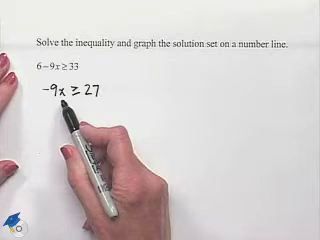 Solve the inequality and graph the solution set on a number line.
6−9x≥33
-9x ≥ 27